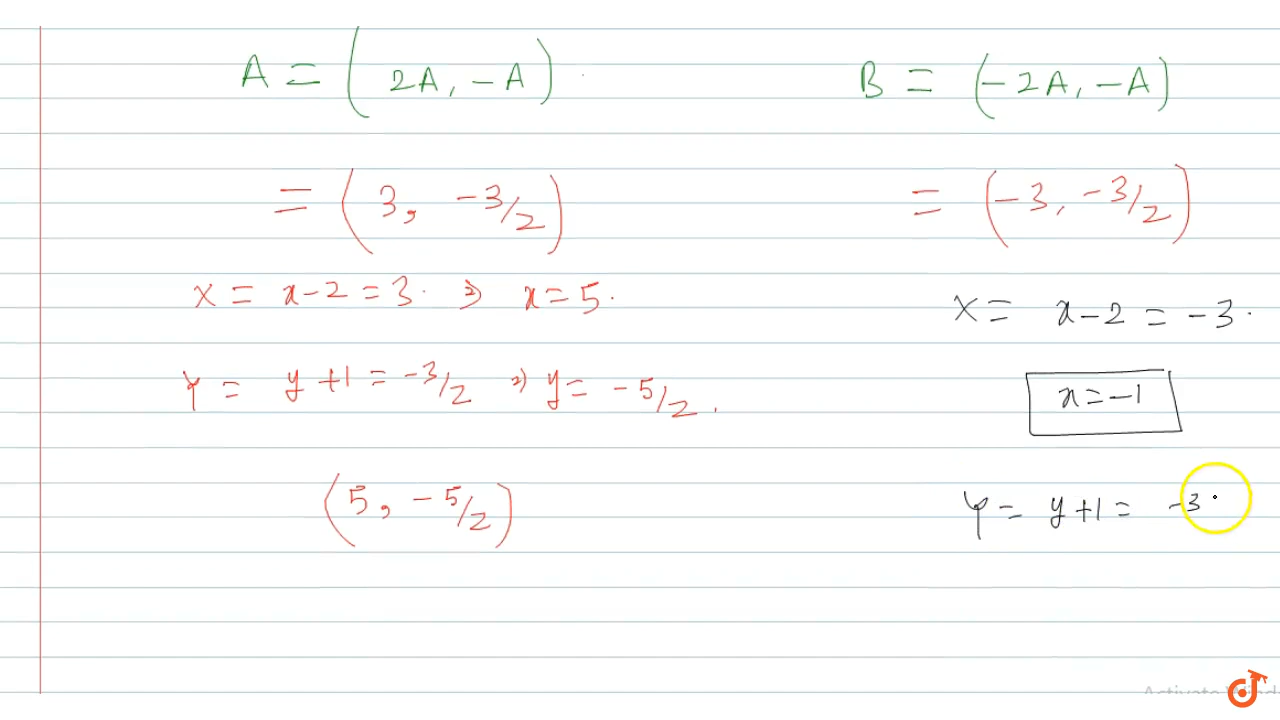 A = (2A, -A)
= (3, -3/2)
X = x-2 = 3. ⇒ x = 5.
Y = y+1 = -3/2 ⇒ y = -5/2.
(5, -5/2)
B = (-2A, -A)
= (-3, -3/2)
X = x-2 = -3.
x = -1
Y = y+1 = -3